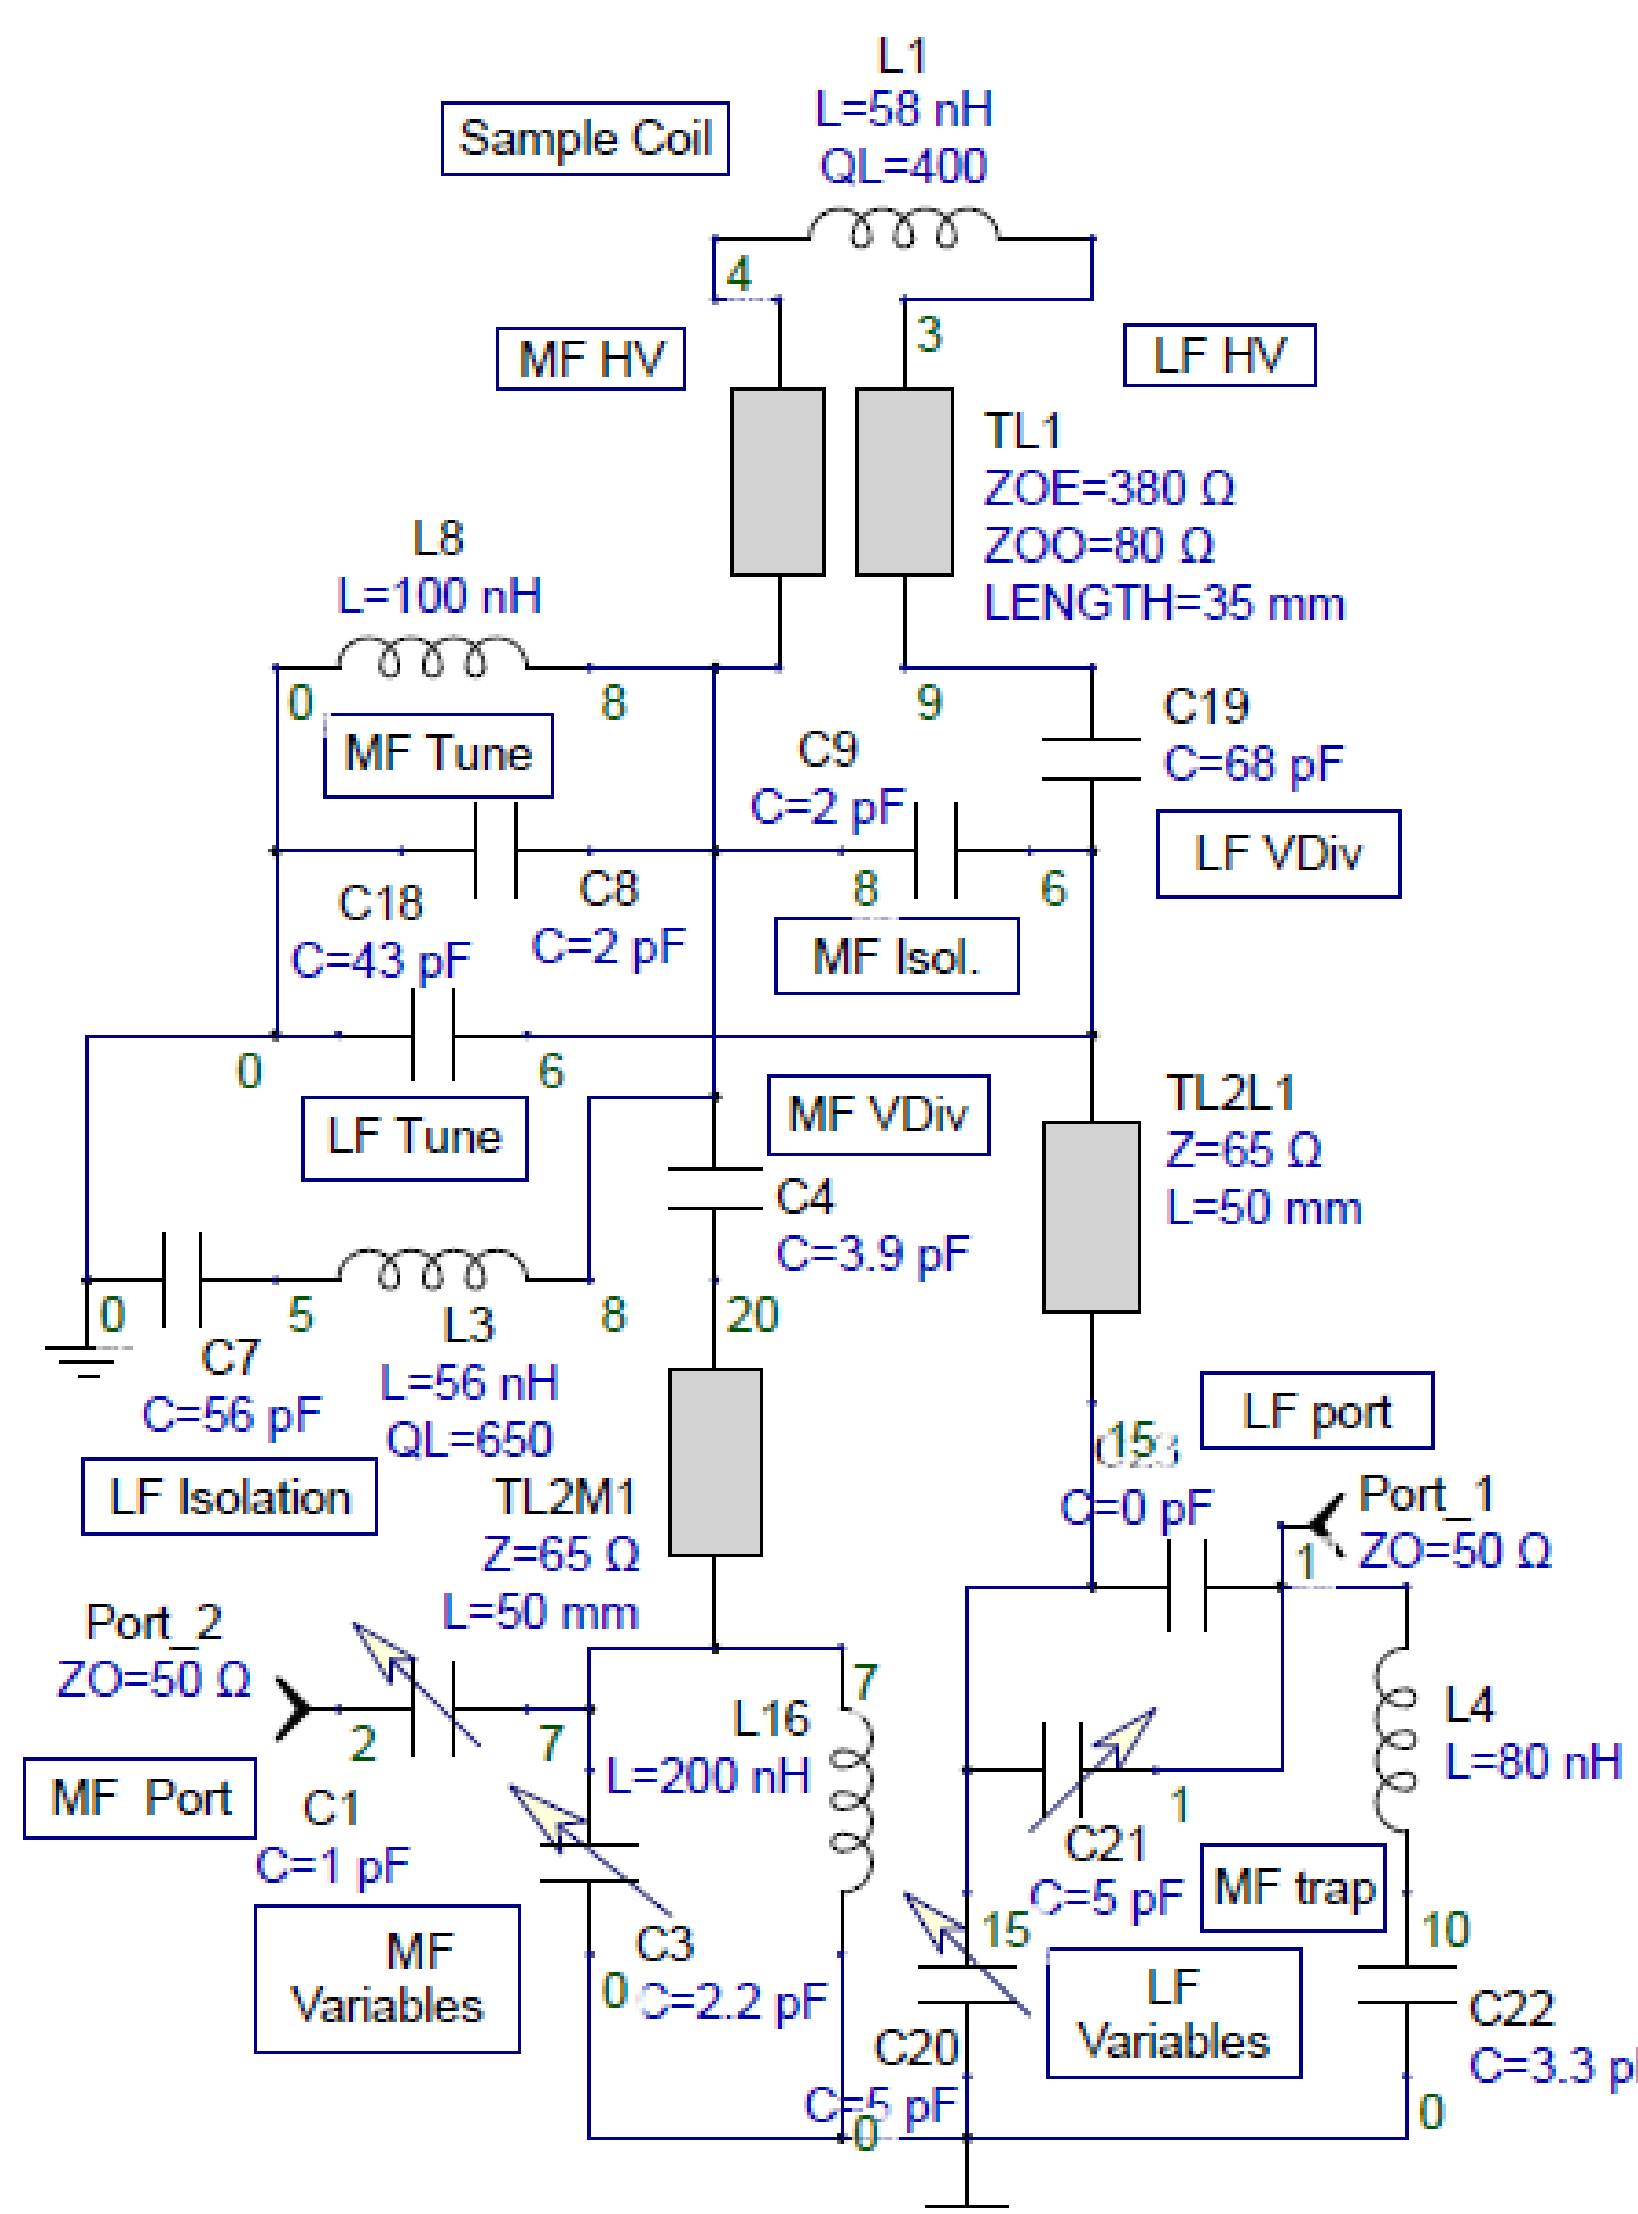 L1
L=58 nH
QL=400
Sample Coil
4
3
MF HV
LF HV
TL1
ZOE=380 Ω
ZOO=80 Ω
LENGTH=35 mm
L8
L=100 nH
0
8
9
MF Tune
C9
C=2 pF
C19
C=68 pF
LF VDiv
C18
C=43 pF
C8
C=2 pF
8
6
MF Isol.
0
6
LF Tune
MF VDiv
TL2L1
Z=65 Ω
L=50 mm
C4
C=3.9 pF
0
5
8
20
C7
C=56 pF
L3
L=56 nH
QL=650
LF Isolation
LF port
15
C=0 pF
Port_1
ZO=50 Ω
1
TL2M1
Z=65 Ω
L=50 mm
Port_2
ZO=50 Ω
2
7
7
L16
L=200 nH
L4
L=80 nH
MF Port
C1
C=1 pF
1
C21
C=5 pF
MF trap
MF
Variables
C3
C=2.2 pF
0
15
10
LF
Variables
C20
C=5 pF
C22
C=3.3 p
0
0